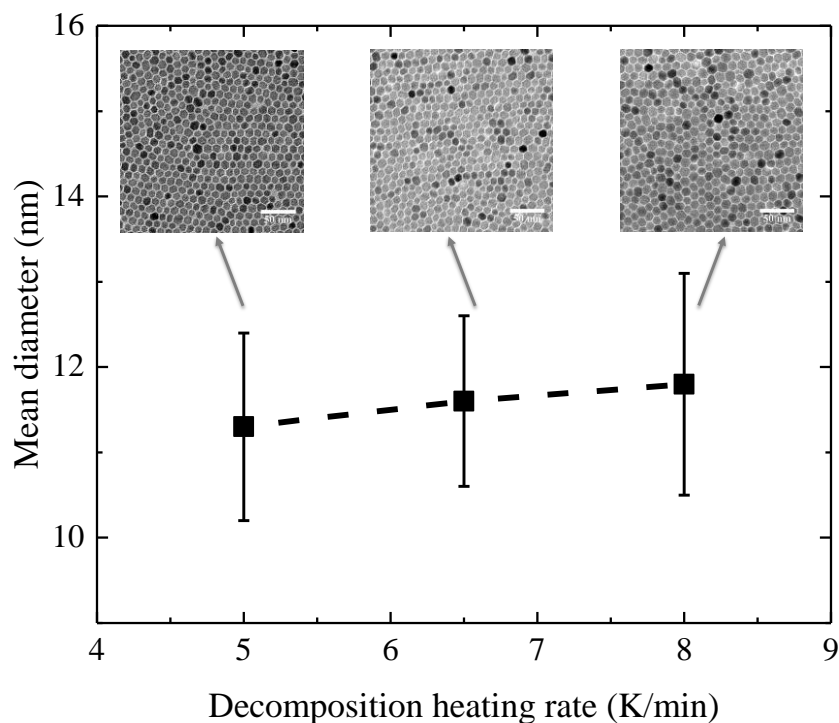 16
14
12
10
Mean diameter (nm)
50 nm
50 nm
50 nm
4
5
6
7
8
9
Decomposition heating rate (K/min)